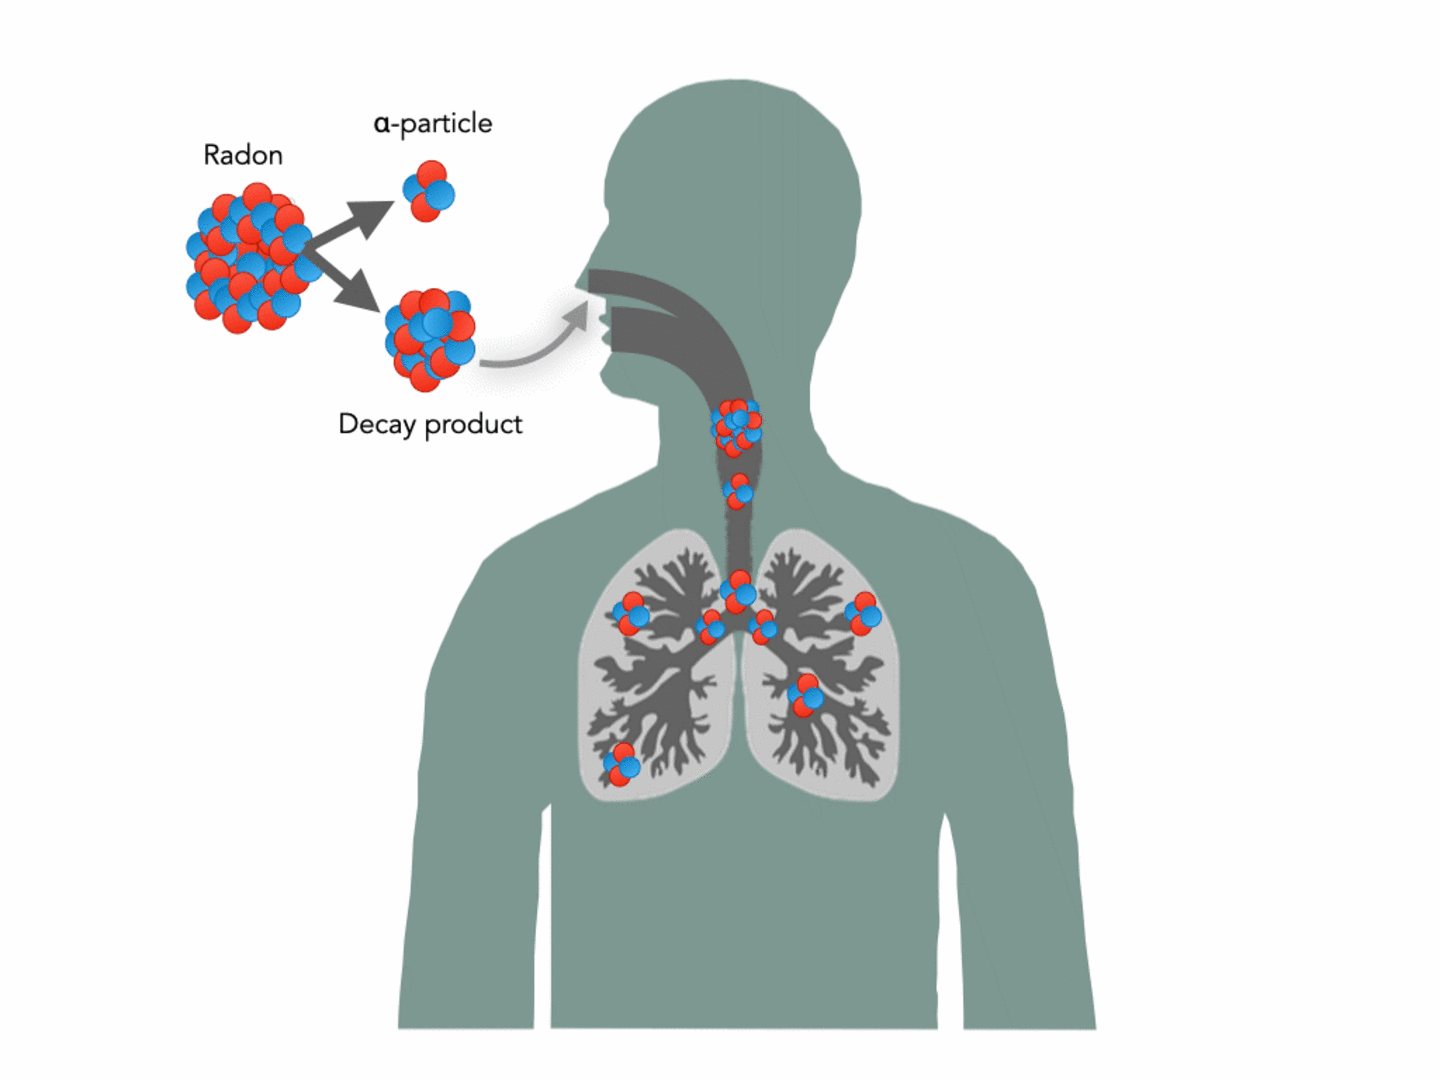 α-particle
Radon
Decay product